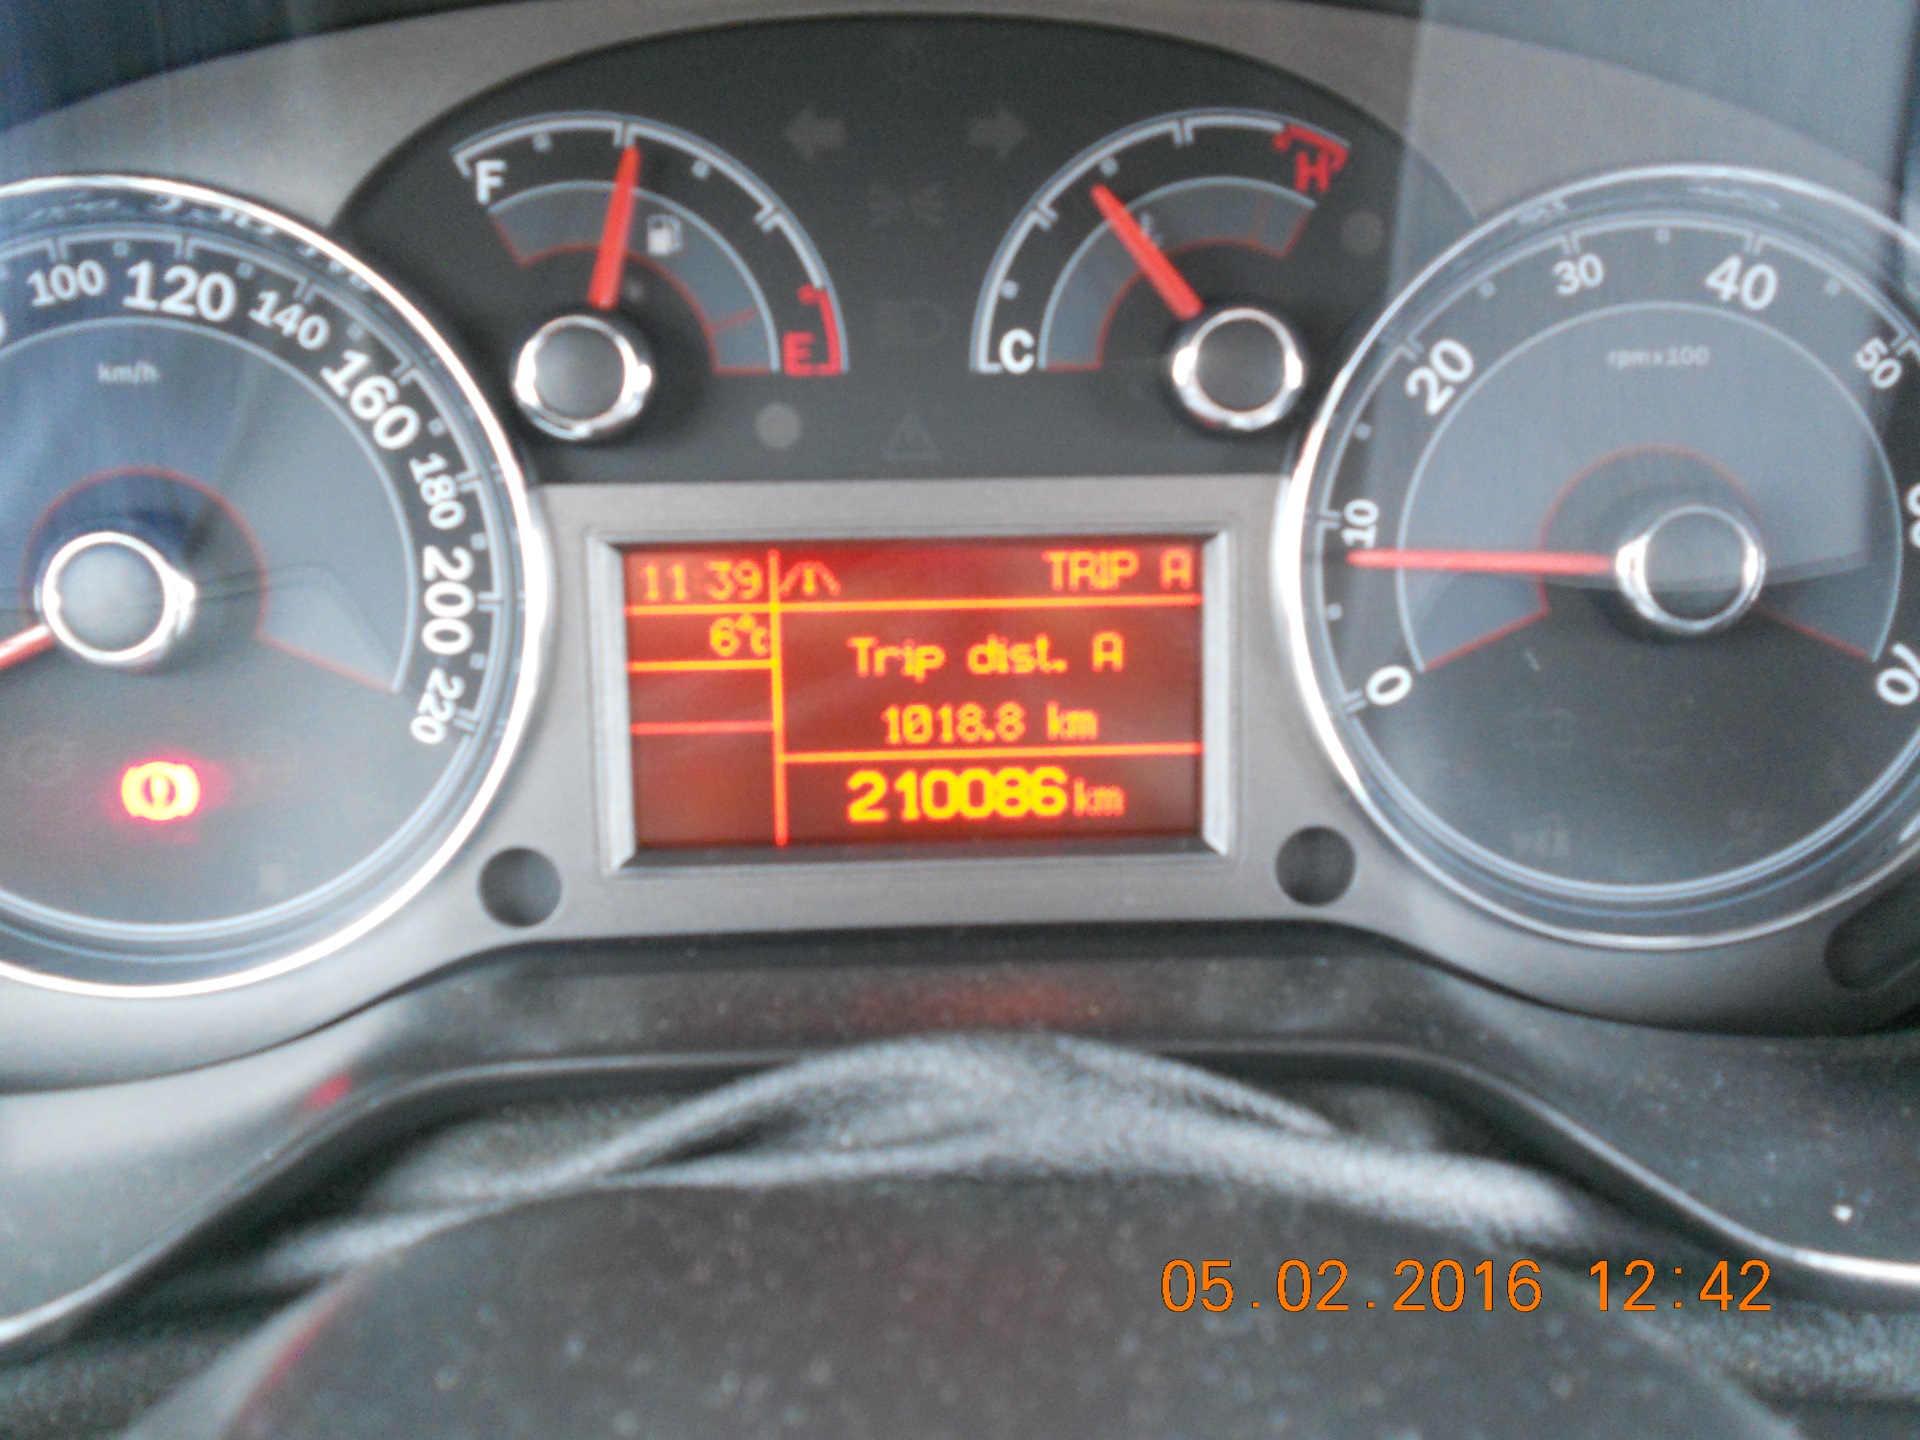 F
H
100 120 140 160 180 200 220
km/h
E
C
0 10 20 30 40 50
rpm x 100
11:39 TRIP A
6°c
Trip dist. A
1018.8 km
210086 km
05.02.2016 12:42